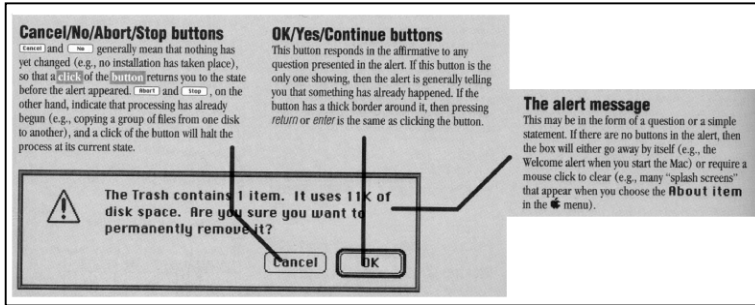 Cancel/No/Abort/Stop buttons
Cancel and No generally mean that nothing has
yet changed (e.g., no installation has taken place),
so that a click of the button returns you to the state
before the alert appeared. Abort and Stop, on the
other hand, indicate that processing has already
begun (e.g., copying a group of files from one disk
to another), and a click of the button will halt the
process at its current state.
OK/Yes/Continue buttons
This button responds in the affirmative to any
question presented in the alert. If this button is the
only one showing, then the alert is generally telling
you that something has already happened. If the
button has a thick border around it, then pressing
return or enter is the same as clicking the button.
The alert message
This may be in the form of a question or a simple
statement. If there are no buttons in the alert, then
the box will either go away by itself (e.g., the
Welcome alert when you start the Mac) or require a
mouse click to clear (e.g., many “splash screens”
that appear when you choose the About item
in the menu).
The Trash contains 1 item. It uses 11K of
disk space. Are you sure you want to
permanently remove it?
Cancel OK